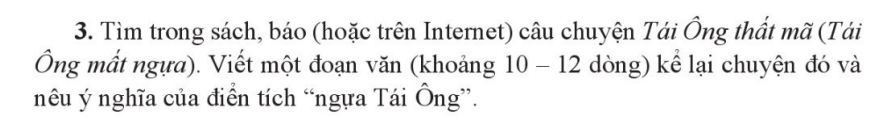 3. Tìm trong sách, báo (hoặc trên Internet) câu chuyện Tái Ông thất mã (Tái
Ông mất ngựa). Viết một đoạn văn (khoảng 10 – 12 dòng) kể lại chuyện đó và
nêu ý nghĩa của điển tích “ngựa Tái Ông”.